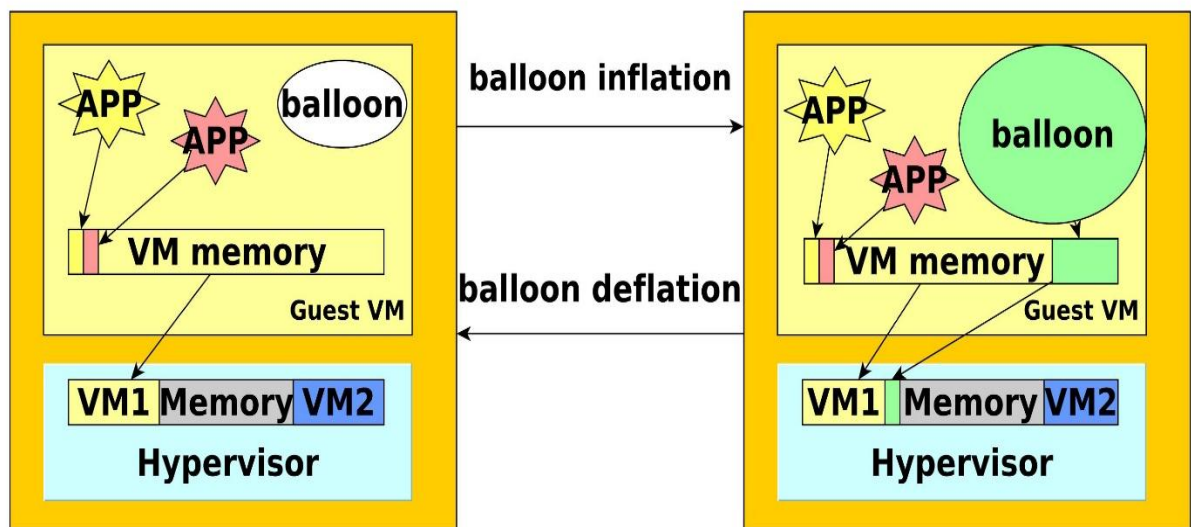 APP
balloon
APP
VM memory
Guest VM
VM1 Memory VM2
Hypervisor
balloon inflation
balloon deflation
APP
balloon
APP
VM memory
Guest VM
VM1 Memory VM2
Hypervisor